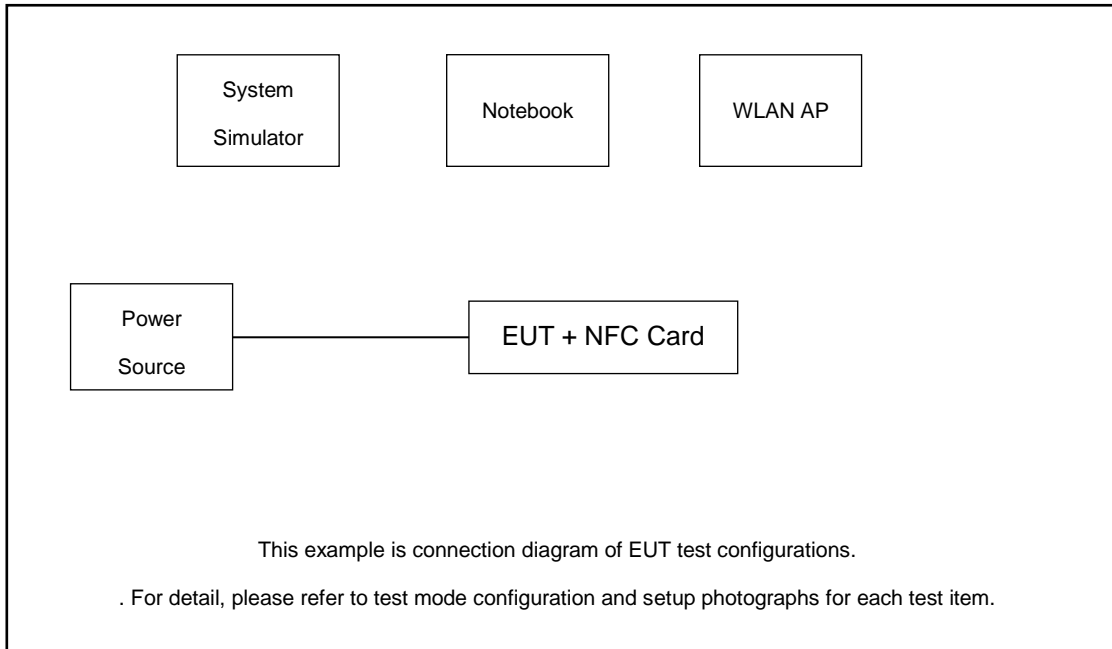 System
Simulator
Notebook
WLAN AP
Power
Source
EUT + NFC Card
This example is connection diagram of EUT test configurations.
. For detail, please refer to test mode configuration and setup photographs for each test item.